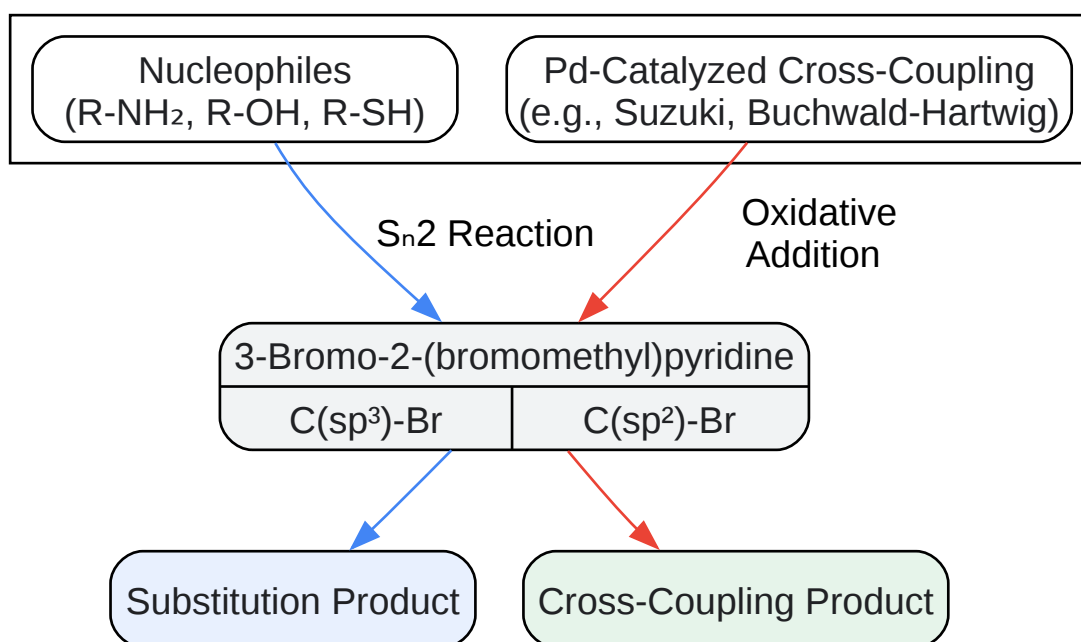 Nucleophiles
(R-NH₂, R-OH, R-SH)
Pd-Catalyzed Cross-Coupling
(e.g., Suzuki, Buchwald-Hartwig)
Sₙ2 Reaction
Oxidative
Addition
3-Bromo-2-(bromomethyl)pyridine
C(sp³)-Br
C(sp²)-Br
Substitution Product
Cross-Coupling Product